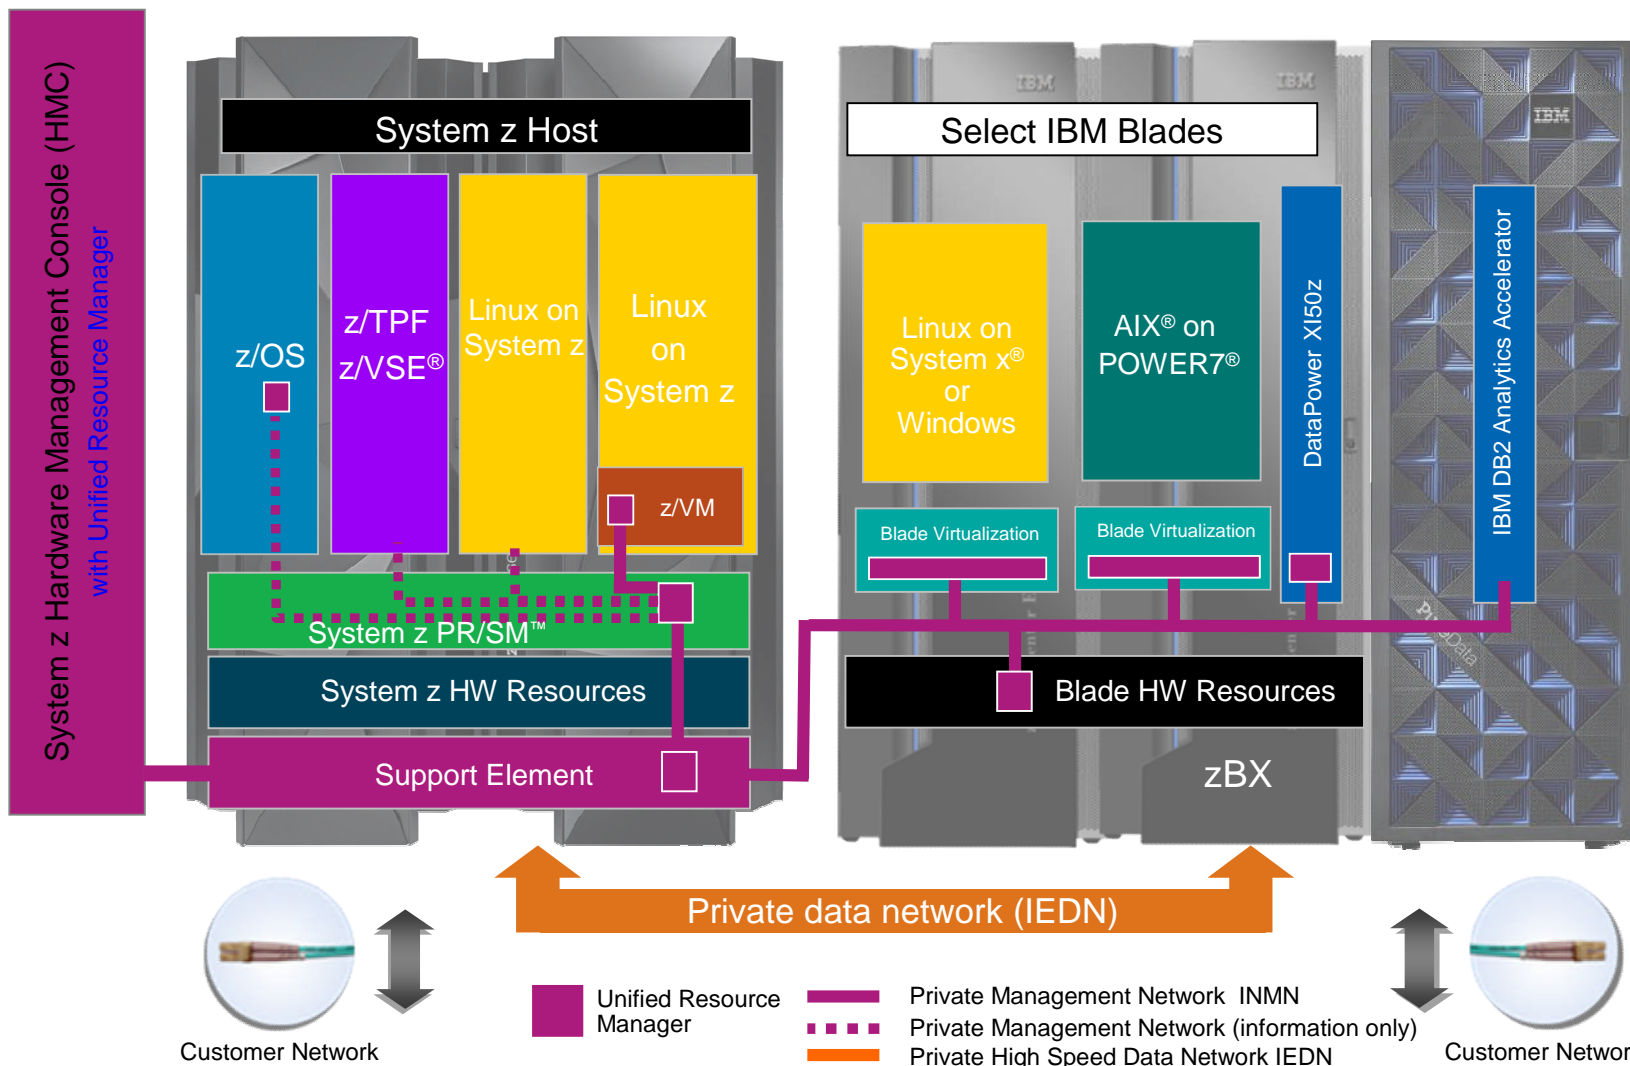 System z Hardware Management Console (HMC)
with Unified Resource Manager
System z Host
z/OS
z/TPF
z/VSE®
Linux on
System z
Linux
on
System z
z/VM
System z PR/SM™
System z HW Resources
Support Element
IBM
IBM
Select IBM Blades
Linux on
System x®
or
Windows
AIX® on
POWER7®
DataPower XI50z
Blade Virtualization
Blade Virtualization
Blade HW Resources
zBX
IBM
IBM DB2 Analytics Accelerator
Private data network (IEDN)
Customer Network
Unified Resource
Manager
Private Management Network INMN
Private Management Network (information only)
Private High Speed Data Network IEDN
Customer Networ